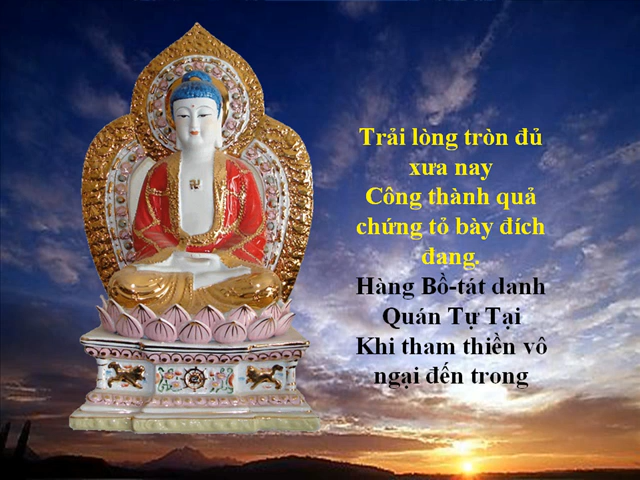 Trải lòng tròn đủ
xưa nay
Công thành quả
chứng tỏ bày đích
đang.
Hàng Bồ-tát danh
Quán Tự Tại
Khi tham thiền vô
ngại đến trong